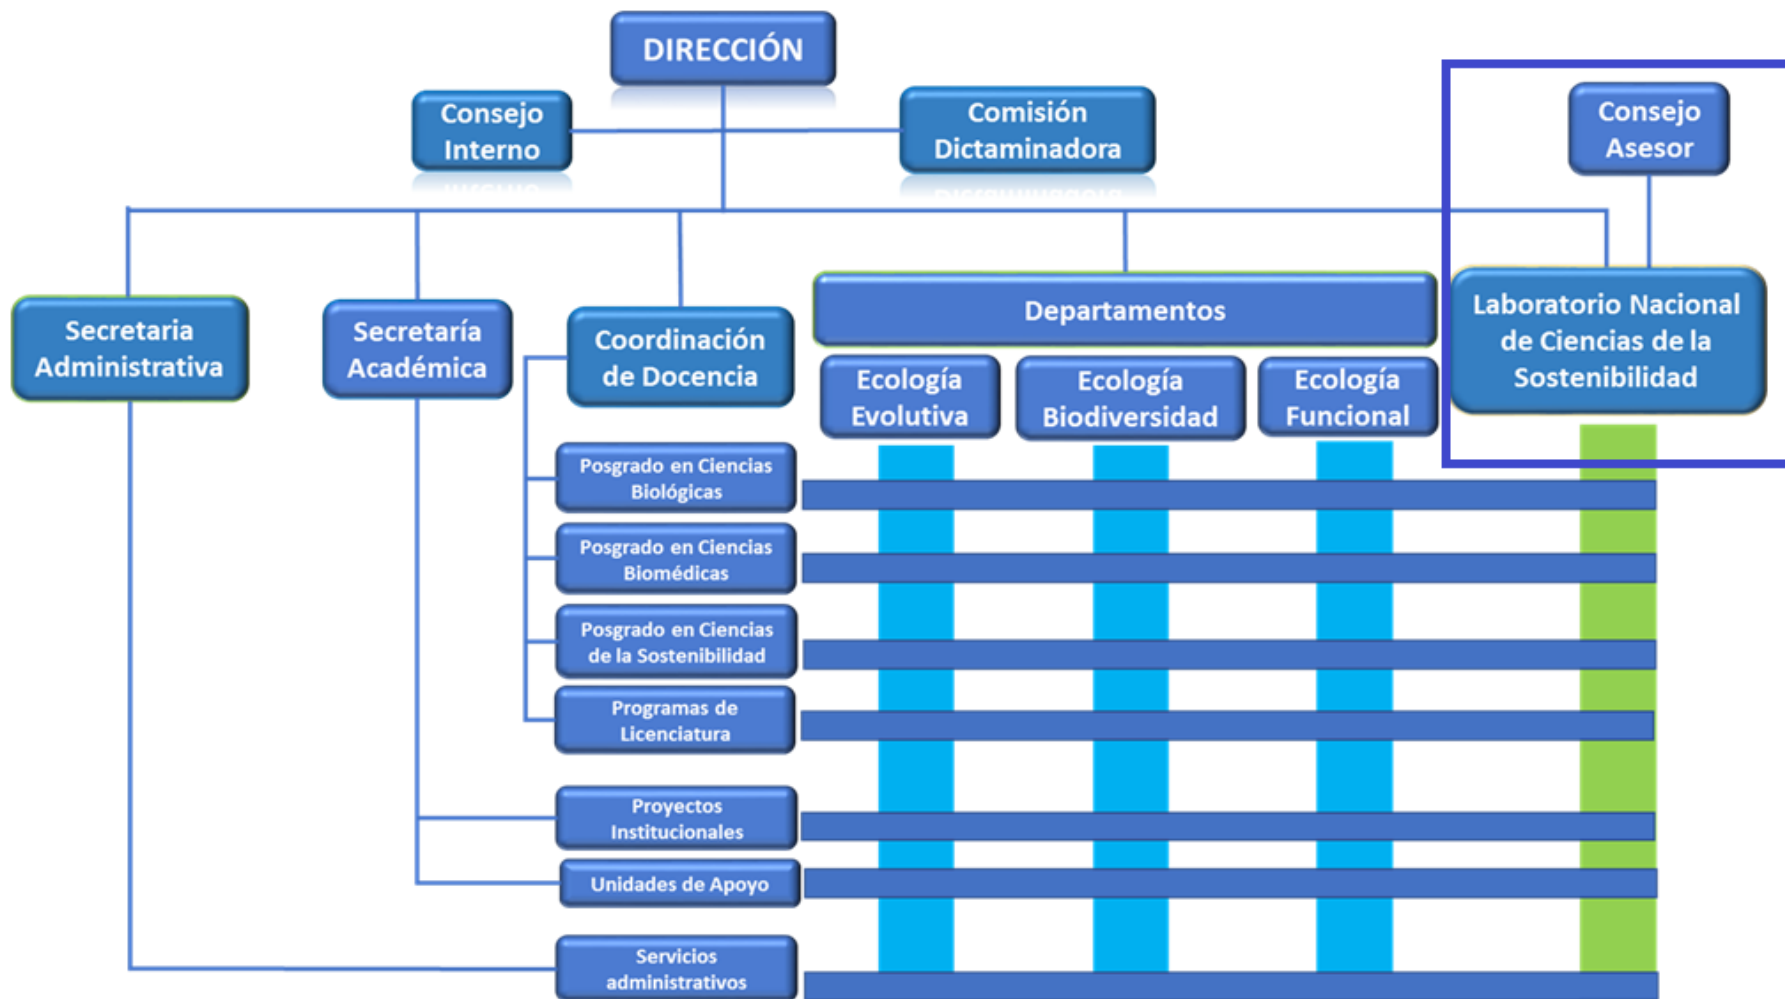 DIRECCIÓN
Consejo
Interno
Comisión
Dictaminadora
Consejo
Asesor
Secretaria
Administrativa
Secretaría
Académica
Coordinación
de Docencia
Departamentos
Laboratorio Nacional
de Ciencias de la
Sostenibilidad
Ecología
Evolutiva
Ecología
Biodiversidad
Ecología
Funcional
Posgrado en Ciencias
Biológicas
Posgrado en Ciencias
Biomédicas
Posgrado en Ciencias
de la Sostenibilidad
Programas de
Licenciatura
Proyectos
Institucionales
Unidades de Apoyo
Servicios
administrativos